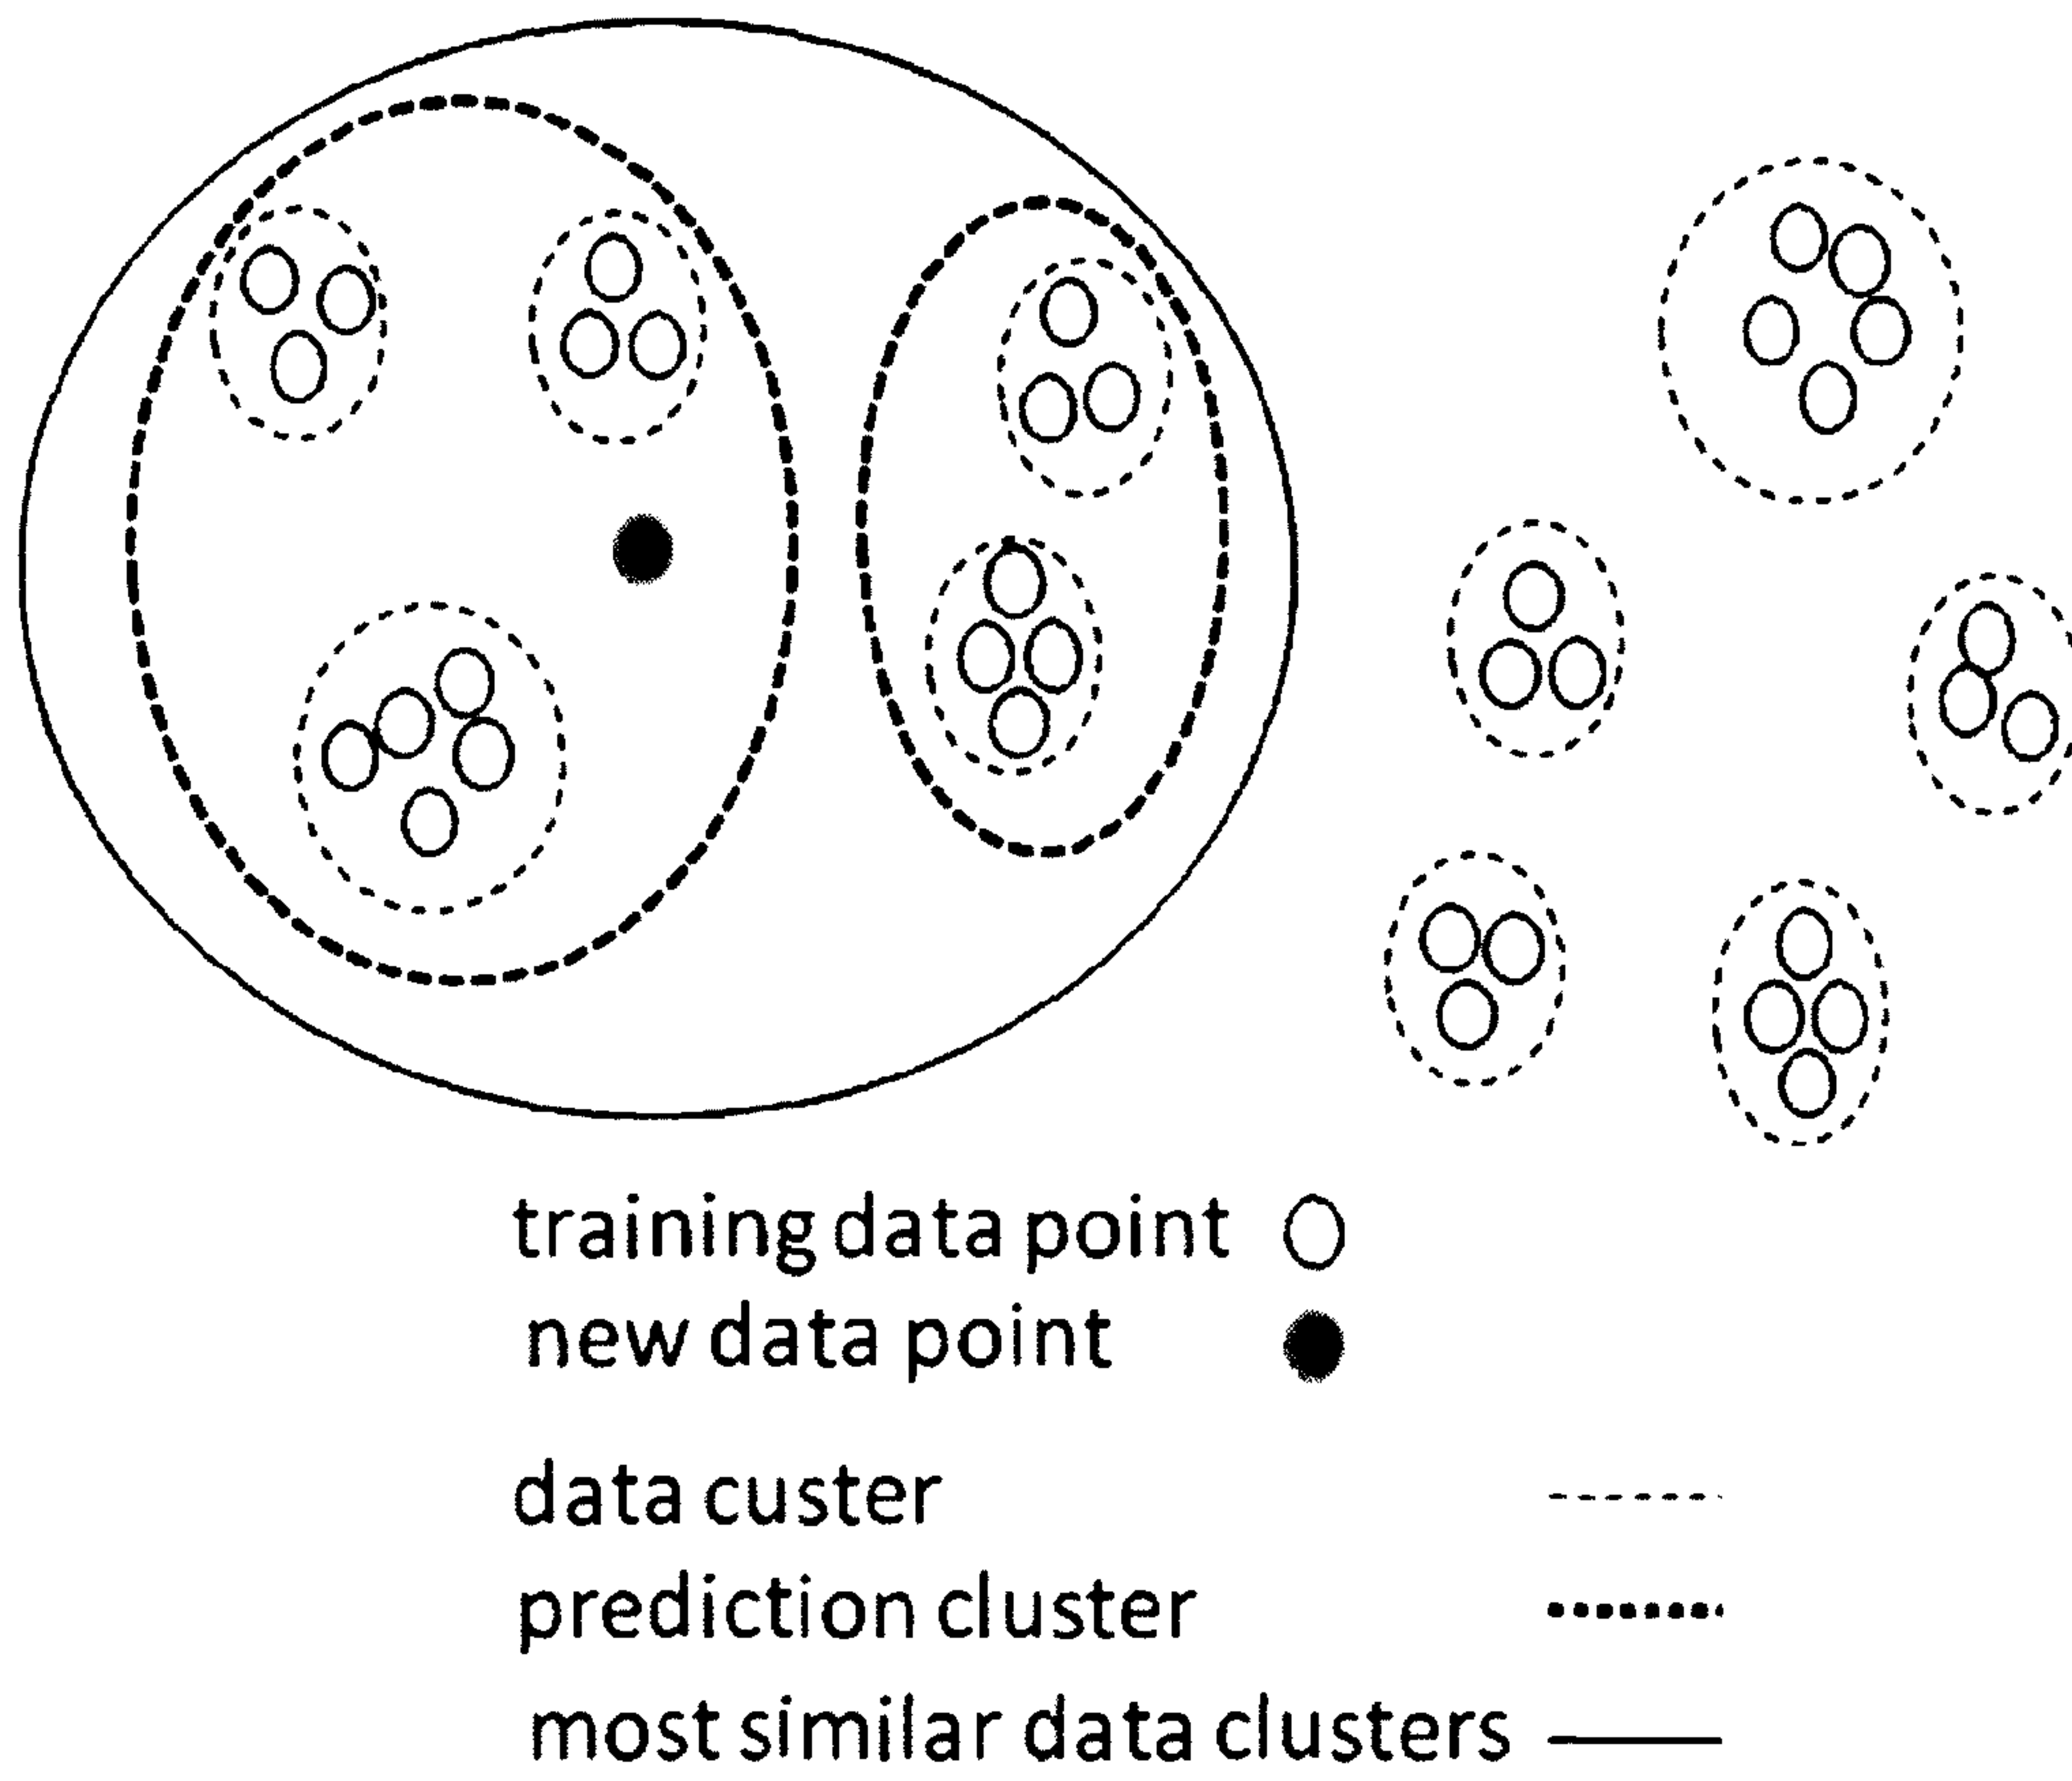 training data point
new data point
data custer
prediction cluster
most similar data clusters